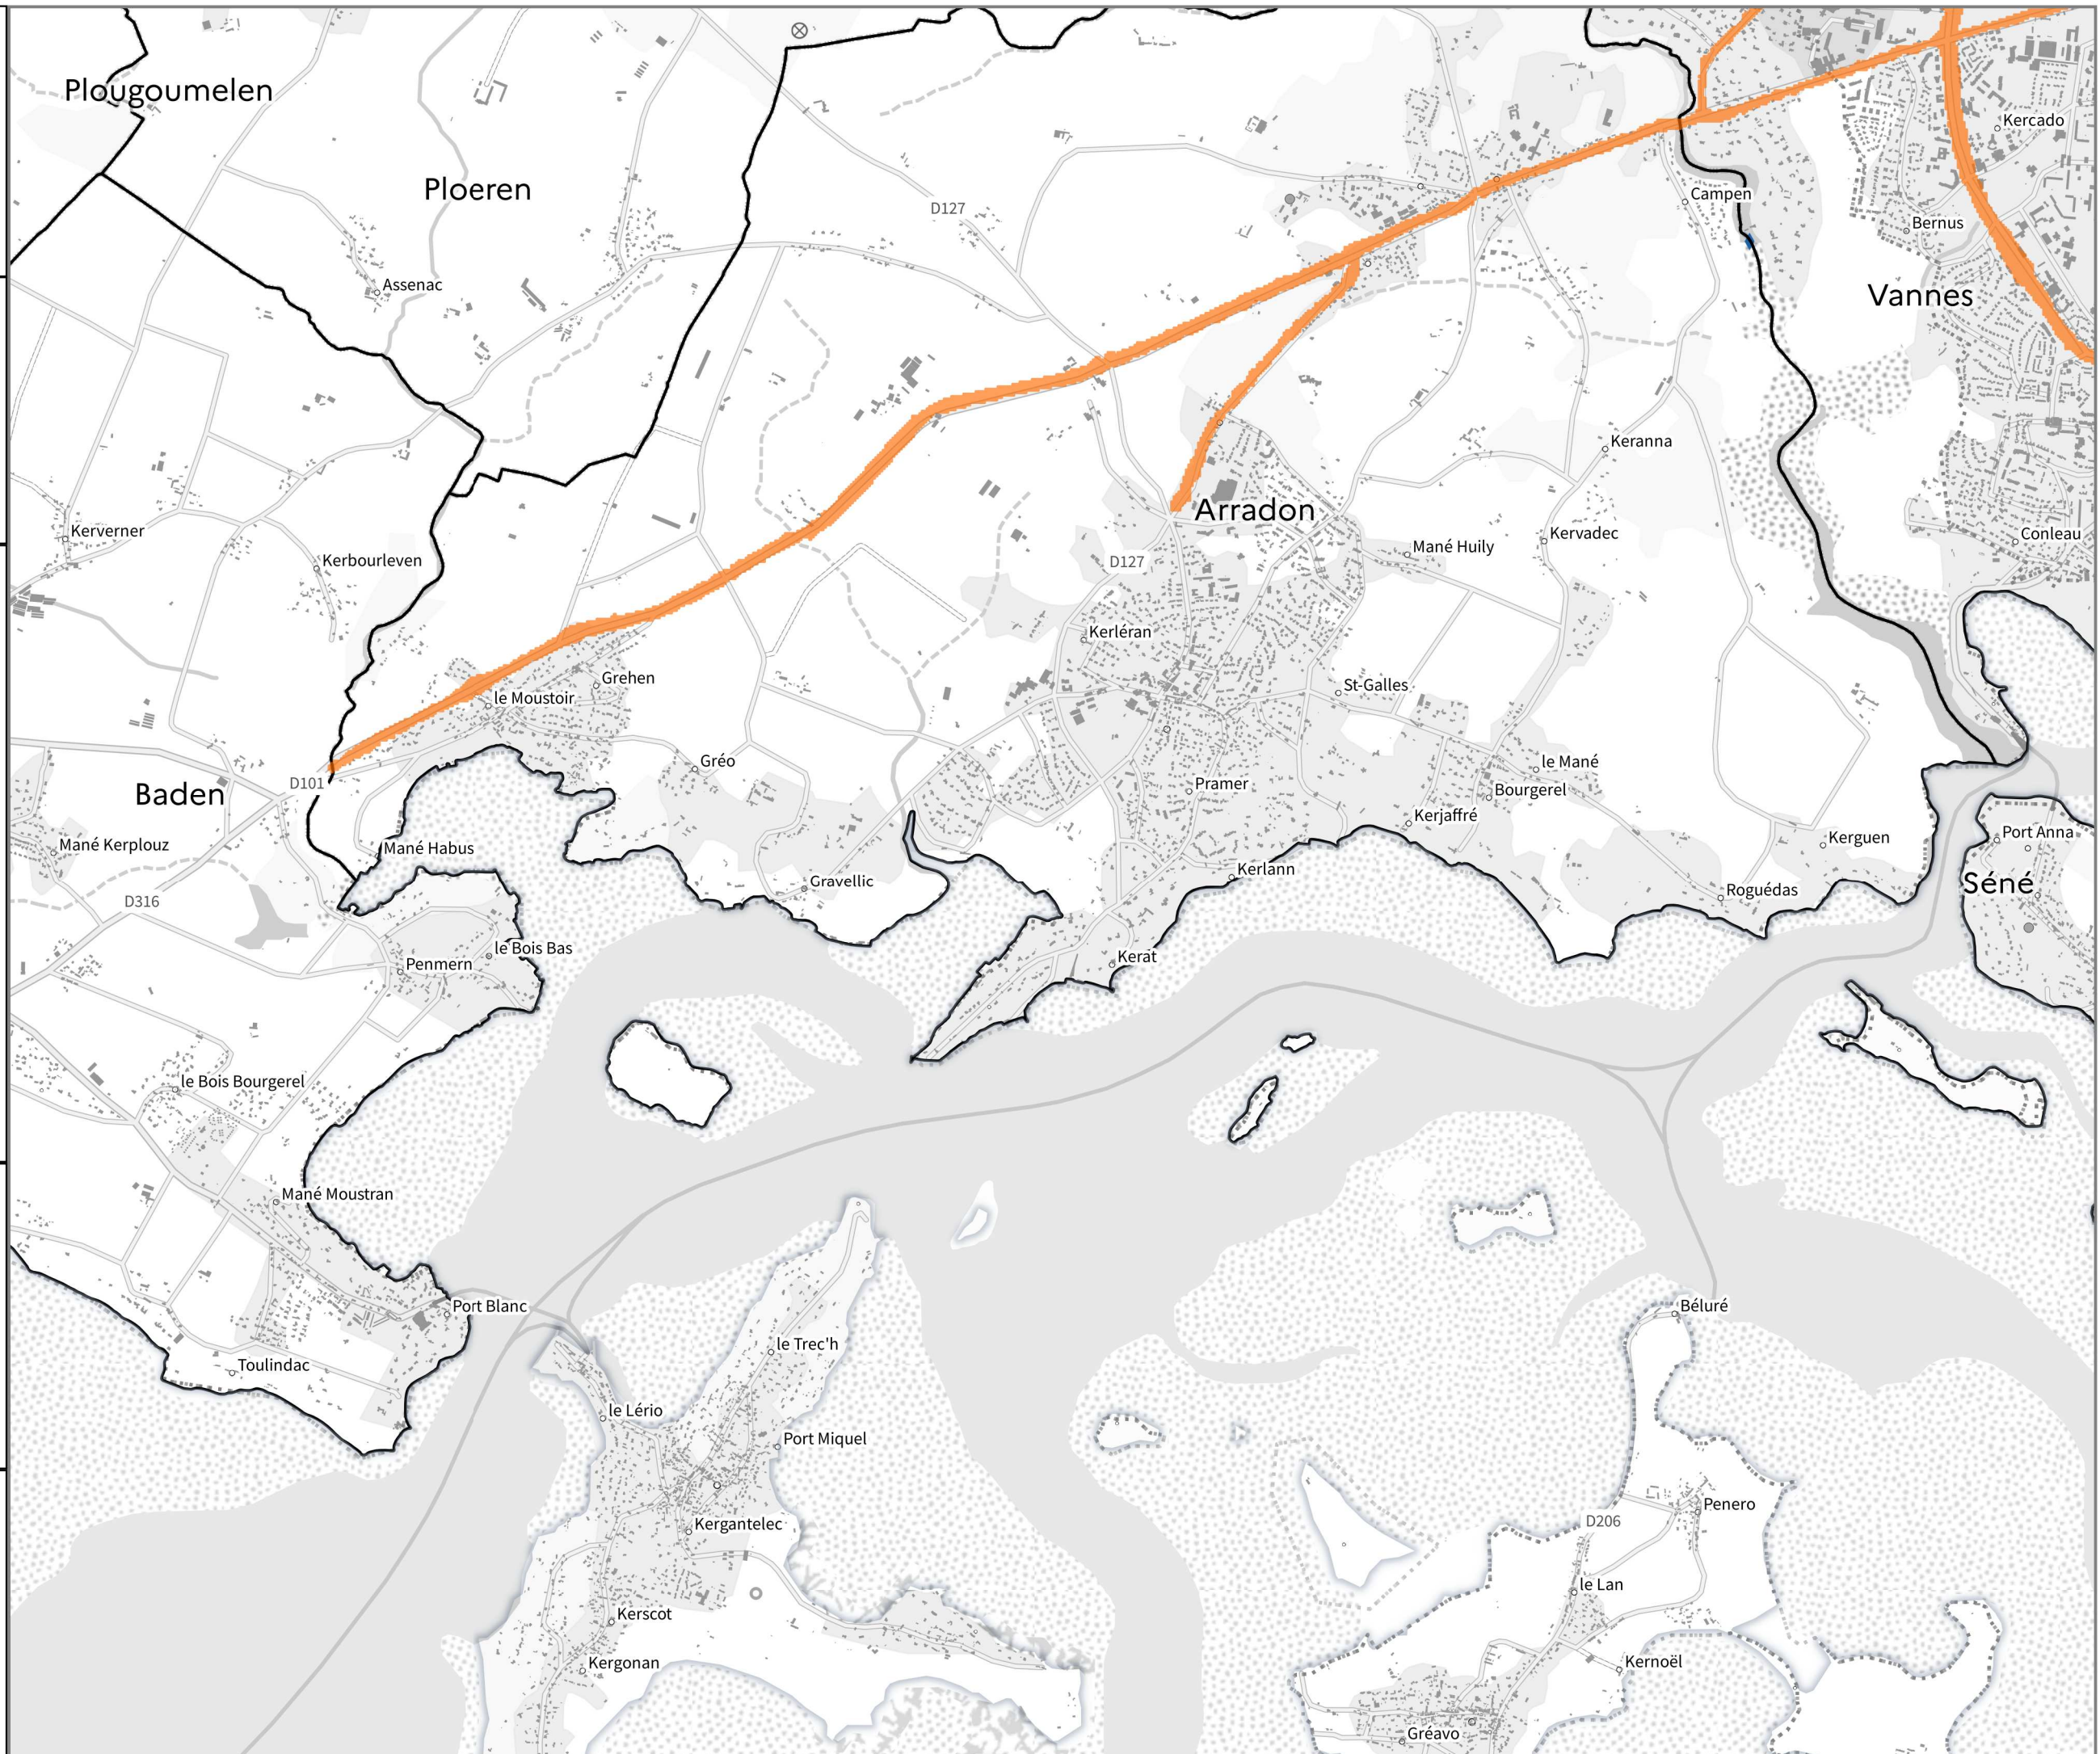 Plougoumelen
Kercado
Ploeren
Campen
D127
Bernus
Assenac
Vannes
Keranna
Arradon
Kerverner
Kervadec
Conleau
Mané Huily
Kerbourleven
D127
Kerléran
Grehen
St-Galles
le Moustoir
Gréo
le Mané
D101
Pramer
Bourgerel
Baden
Kerjaffré
Port Anna
Mané Kerplouz
Mané Habus
Kerguen
Kerlann
Gravellic
Séné
Roguédas
D316
le Bois Bas
Kerat
Penmern
le Bois Bourgerel
Mané Moustran
Port Blanc
Béluré
le Trec'h
Toulindac
le Lério
Port Miquel
Penero
Kergantelec
D206
le Lan
Kerscot
Kergonan
Kernoël
Gréavo